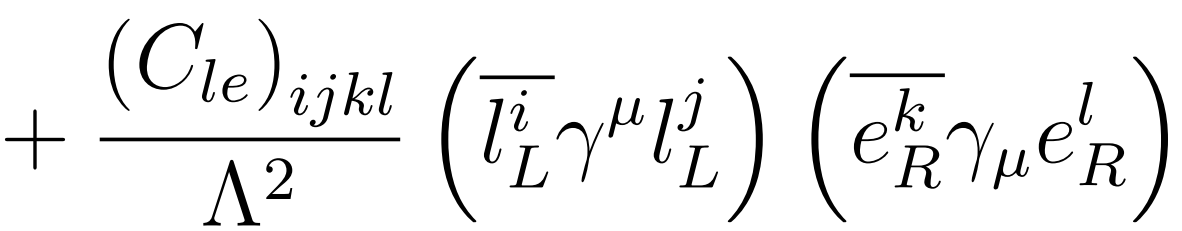 + \frac{(C_{le})_{ijkl}}{\Lambda^2} \left( \overline{l_L^i} \gamma^\mu l_L^j \right) \left( \overline{e_R^k} \gamma_\mu e_R^l \right)